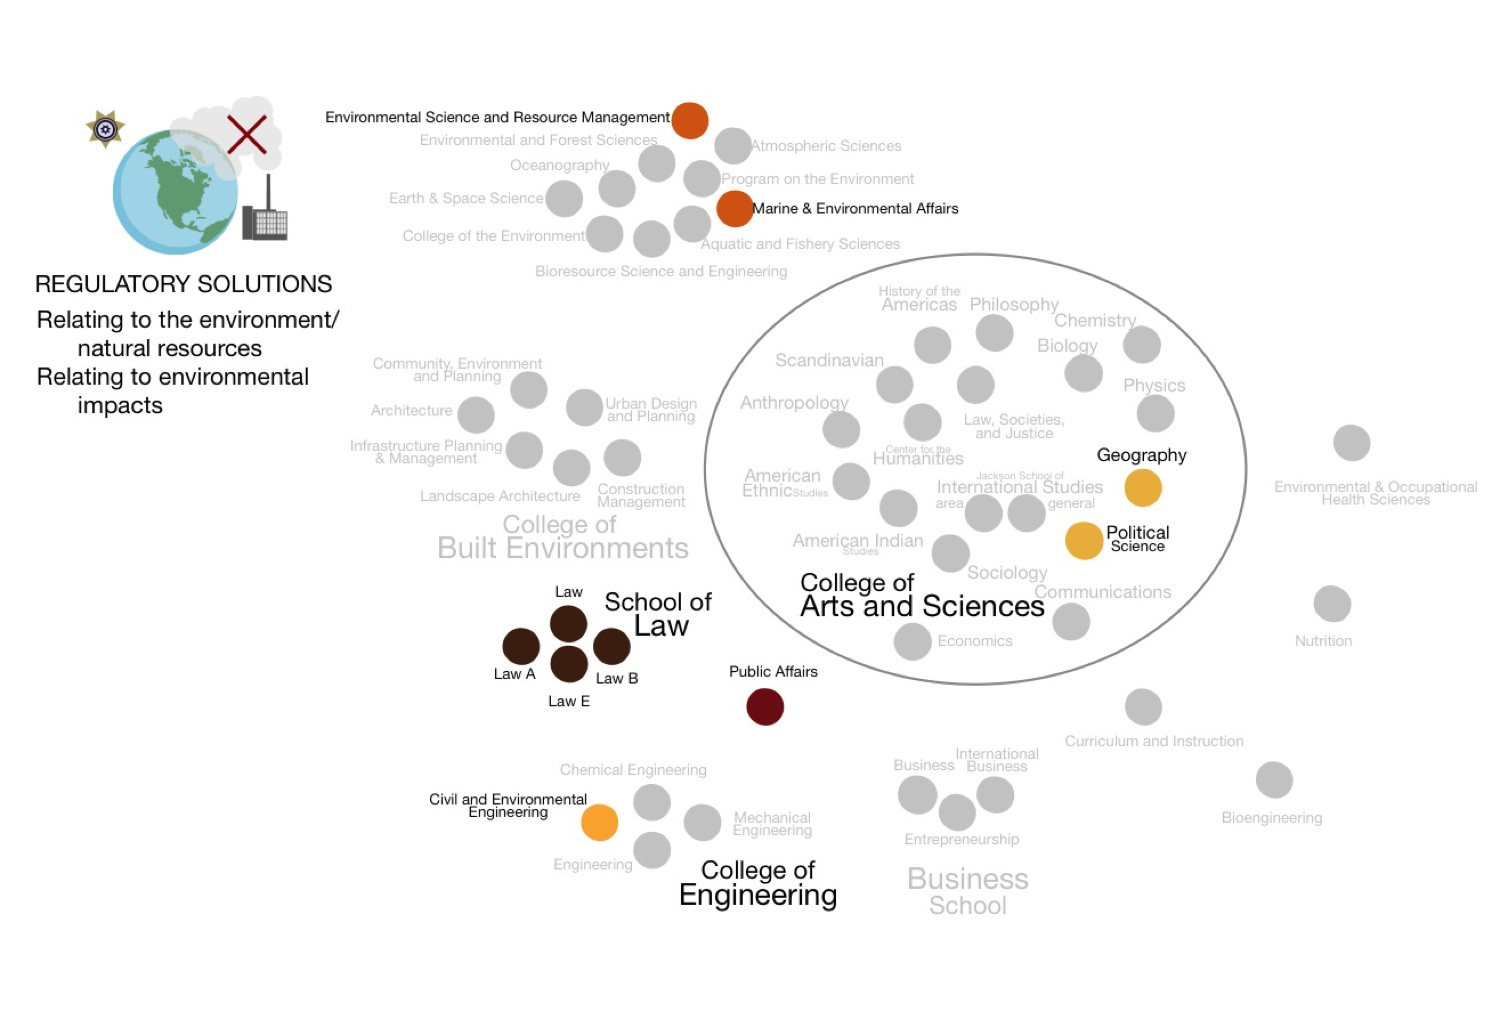 REGULATORY SOLUTIONS
Relating to the environment/
natural resources
Relating to environmental
impacts
Environmental Science and Resource Management
Environmental and Forest Sciences
Atmospheric Sciences
Oceanography
Program on the Environment
Earth & Space Science
Marine & Environmental Affairs
College of the Environment
Aquatic and Fishery Sciences
Bioresource Science and Engineering
Community, Environment
and Planning
Architecture
Urban Design
and Planning
Infrastructure Planning
& Management
Landscape Architecture
Construction
Management
College of
Built Environments
History of the
Americas
Philosophy
Chemistry
Biology
Scandinavian
Physics
Anthropology
Law, Societies,
and Justice
Center for the
Humanities
Geography
American
Ethnic Studies
Jackson School of
International Studies
area
general
Political
Science
American Indian
Studies
Sociology
College of
Arts and Sciences
Communications
Economics
Environmental & Occupational
Health Sciences
Nutrition
Law
School of
Law
Law A
Law B
Law E
Public Affairs
Curriculum and Instruction
Bioengineering
Chemical Engineering
Civil and Environmental
Engineering
Mechanical
Engineering
Engineering
College of
Engineering
Business
International
Business
Entrepreneurship
Business
School